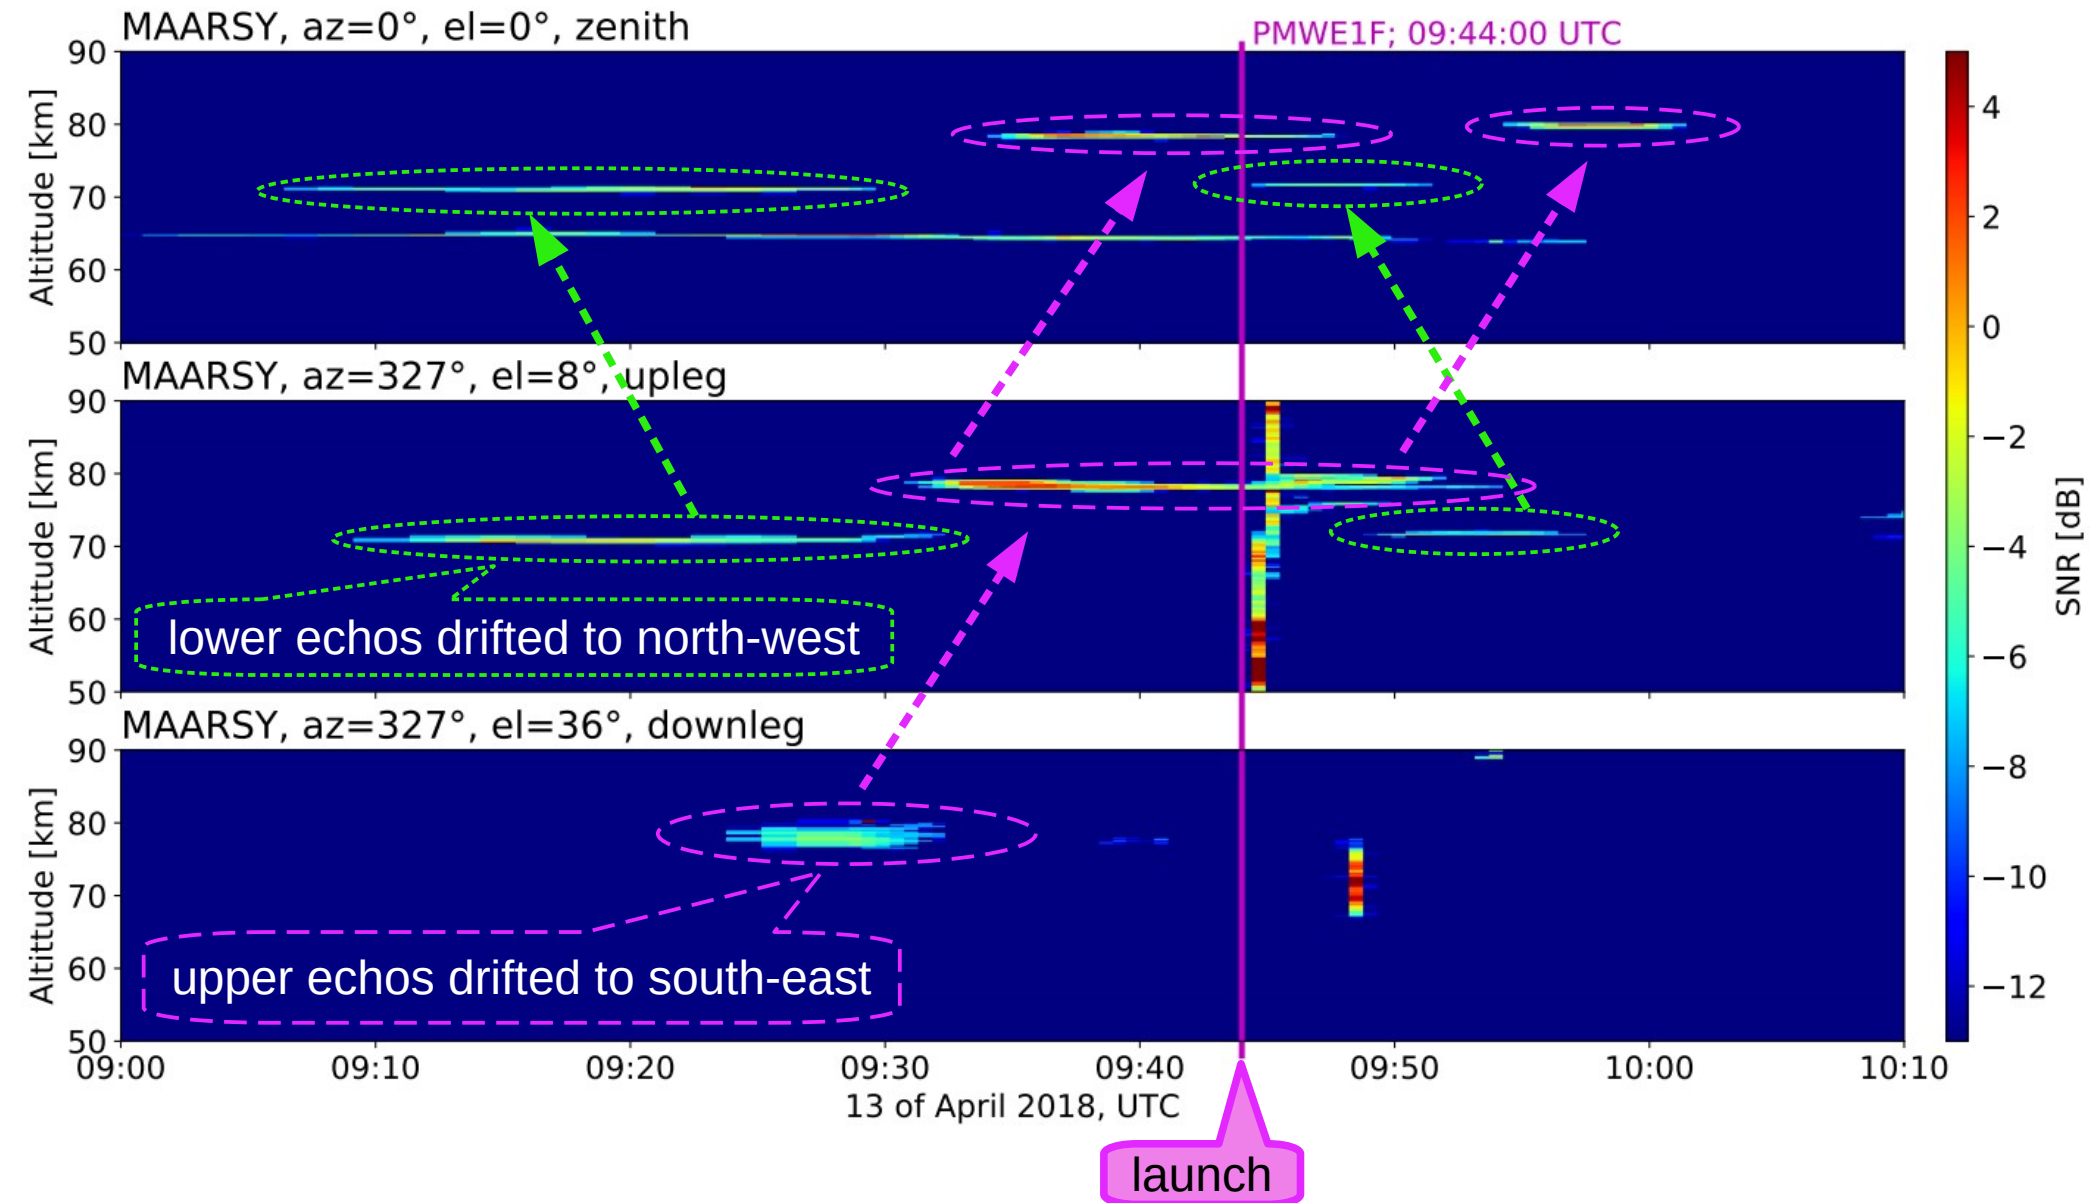 MAARSY, az=0°, el=0°, zenith
PMWE1F; 09:44:00 UTC
90
80
70
60
50
Altittude [km]
MAARSY, az=327°, el=8°, upleg
90
80
70
60
50
Altittude [km]
lower echos drifted to north-west
MAARSY, az=327°, el=36°, downleg
90
80
70
60
50
Altittude [km]
upper echos drifted to south-east
09:00 09:10 09:20 09:30 09:40 09:50 10:00 10:10
13 of April 2018, UTC
launch
4
2
0
−2
−4
−6
−8
−10
−12
SNR [dB]